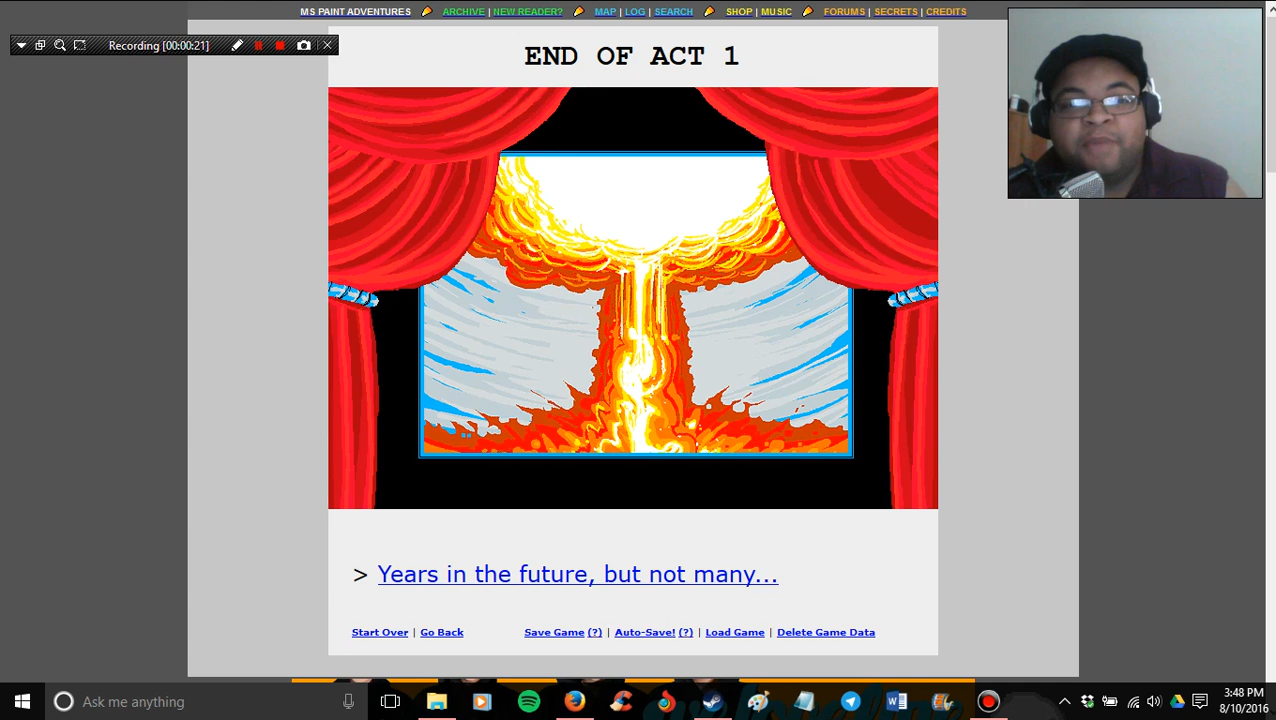 MS PAINT ADVENTURES ARCHIVE | NEW READER? MAP | LOG | SEARCH SHOP | MUSIC FORUMS | SECRETS | CREDITS
Recording [00:00:21]
END OF ACT 1
> Years in the future, but not many...
Start Over | Go Back Save Game (?) | Auto-Save! (?) | Load Game | Delete Game Data
Ask me anything
3:48 PM
8/10/2016